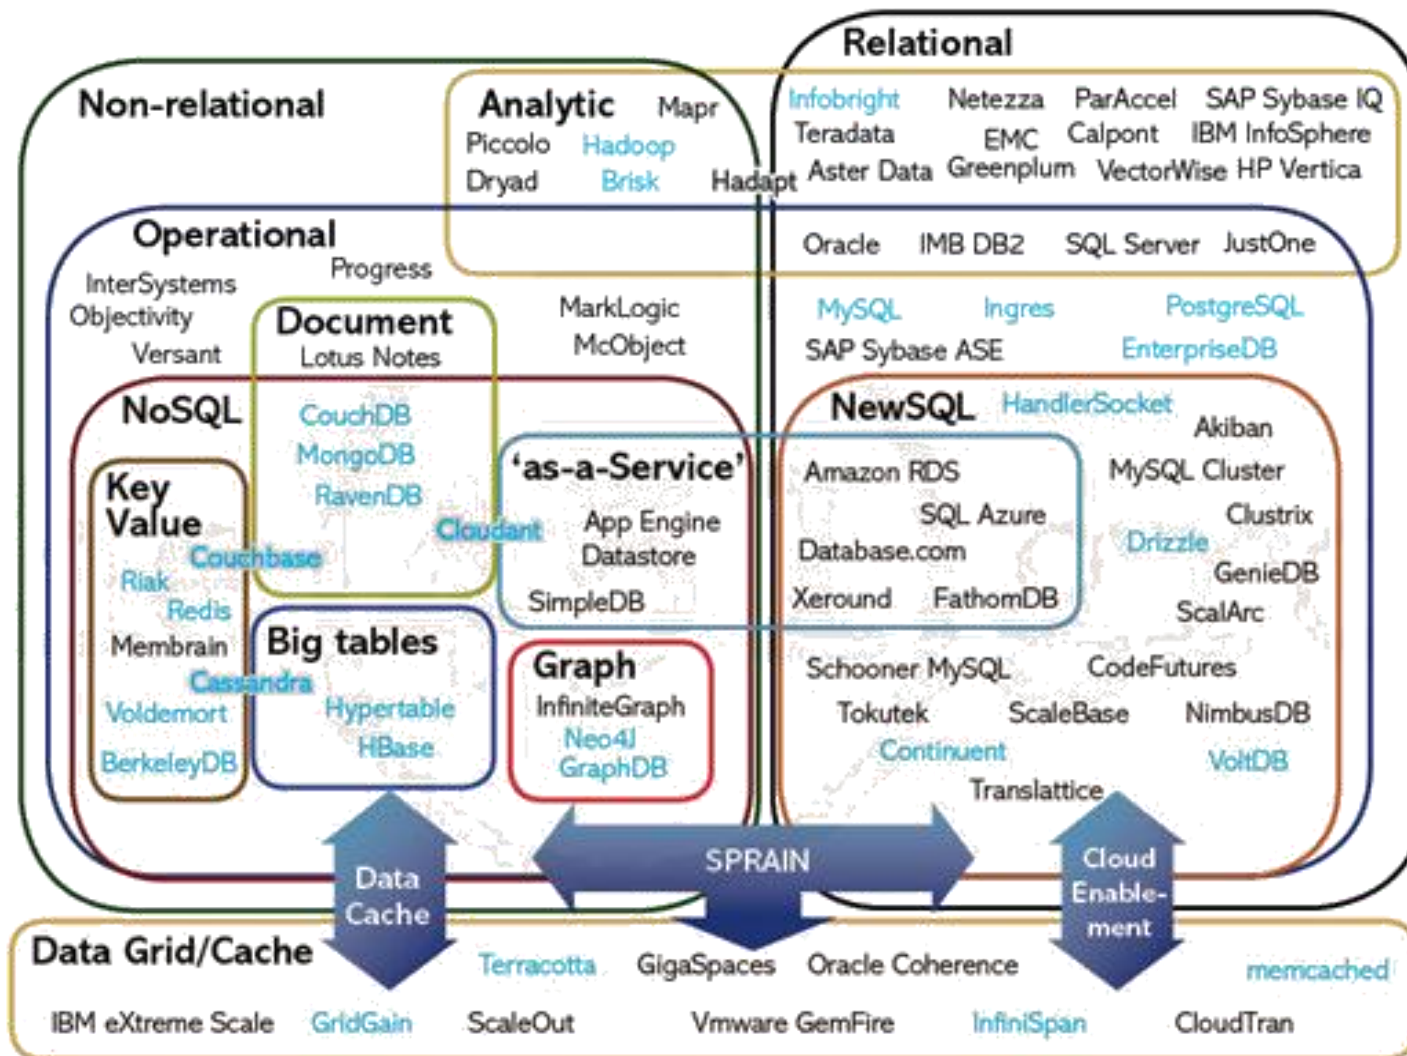 Relational
Non-relational
Analytic
Mapr
Piccolo
Hadoop
Dryad
Brisk
Hadapt
Infobright
Netezza
ParAccel
SAP Sybase IQ
Teradata
EMC
Calpont
IBM InfoSphere
Aster Data
Greenplum
VectorWise
HP Vertica
Operational
Oracle
IMB DB2
SQL Server
JustOne
Progress
InterSystems
Objectivity
Versant
MarkLogic
McObject
MySQL
Ingres
PostgreSQL
SAP Sybase ASE
EnterpriseDB
Document
Lotus Notes
NoSQL
CouchDB
MongoDB
RavenDB
Cloudant
Key
Value
Couchbase
Riak
Redis
Membrain
Cassandra
Voldemort
BerkeleyDB
Big tables
Hypertable
HBase
‘as-a-Service’
App Engine
Datastore
SimpleDB
Graph
InfiniteGraph
Neo4J
GraphDB
NewSQL
HandlerSocket
Akiban
Amazon RDS
MySQL Cluster
SQL Azure
Clustrix
Database.com
Drizzle
GenieDB
Xeround
FathomDB
ScalArc
Schooner MySQL
CodeFutures
Tokutek
ScaleBase
NimbusDB
Continuent
VoltDB
Translattice
Data
Cache
SPRAIN
Cloud
Enable-
ment
Data Grid/Cache
Terracotta
GigaSpaces
Oracle Coherence
memcached
IBM eXtreme Scale
GridGain
ScaleOut
Vmware GemFire
InfiniSpan
CloudTran